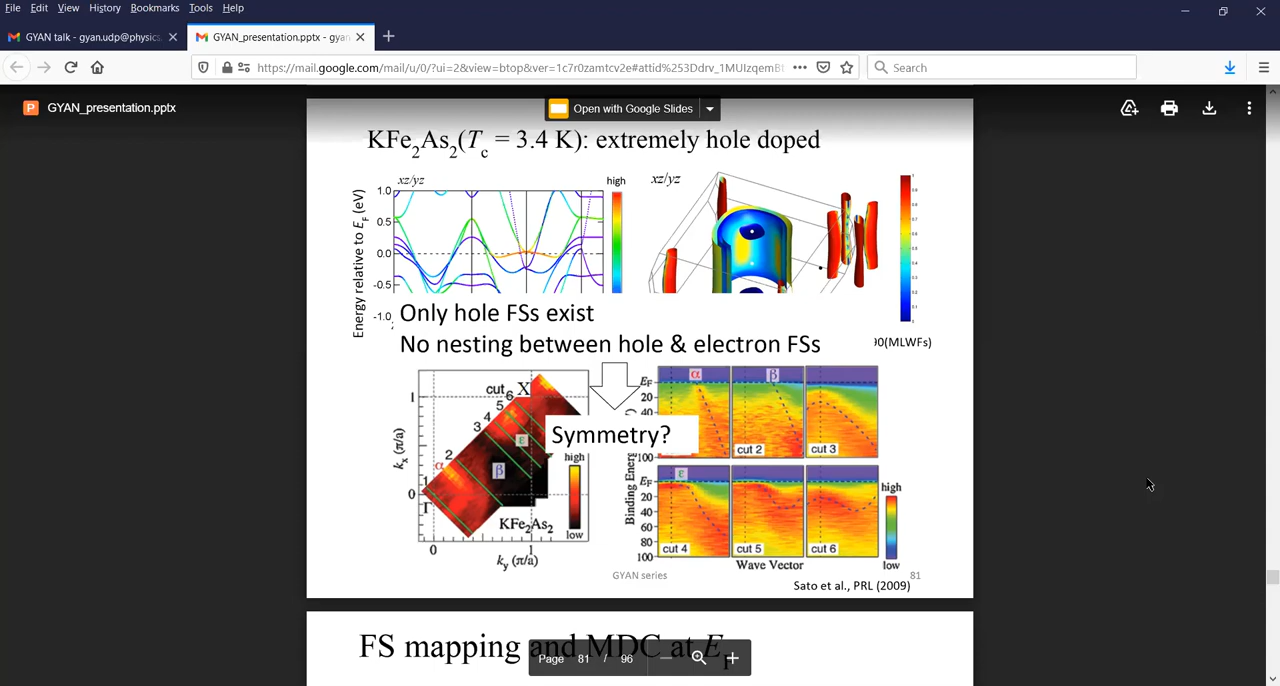 File Edit View History Bookmarks Tools Help
GYAN talk - gyan.udp@physics.
GYAN_presentation.pptx - gyan
https://mail.google.com/mail/u/0/?ui=2&view=btop&ver=1c7r0zamtcv2e#attid%253Ddrv_1MUIzqemBt
Search
GYAN_presentation.pptx
Open with Google Slides
KFe2As2(Tc = 3.4 K): extremely hole doped
xz/yz
high
xz/yz
Energy relative to EF (eV)
1.0
0.5
0.0
-0.5
-1.0
Only hole FSs exist
No nesting between hole & electron FSs
90(MLWFs)
Symmetry?
cut 6 X
5
4
3
2
1
α
ε
β
Γ
KFe2As2
high
low
kx (π/a)
1
0
0 1
ky (π/a)
α
β
EF
20
40
100
cut 2
cut 3
Binding Energ
ε
EF
20
40
60
80
100
cut 4
cut 5
cut 6
high
low
Wave Vector
GYAN series
81
Sato et al., PRL (2009)
FS mapping and MDC at EF
Page 81 / 96